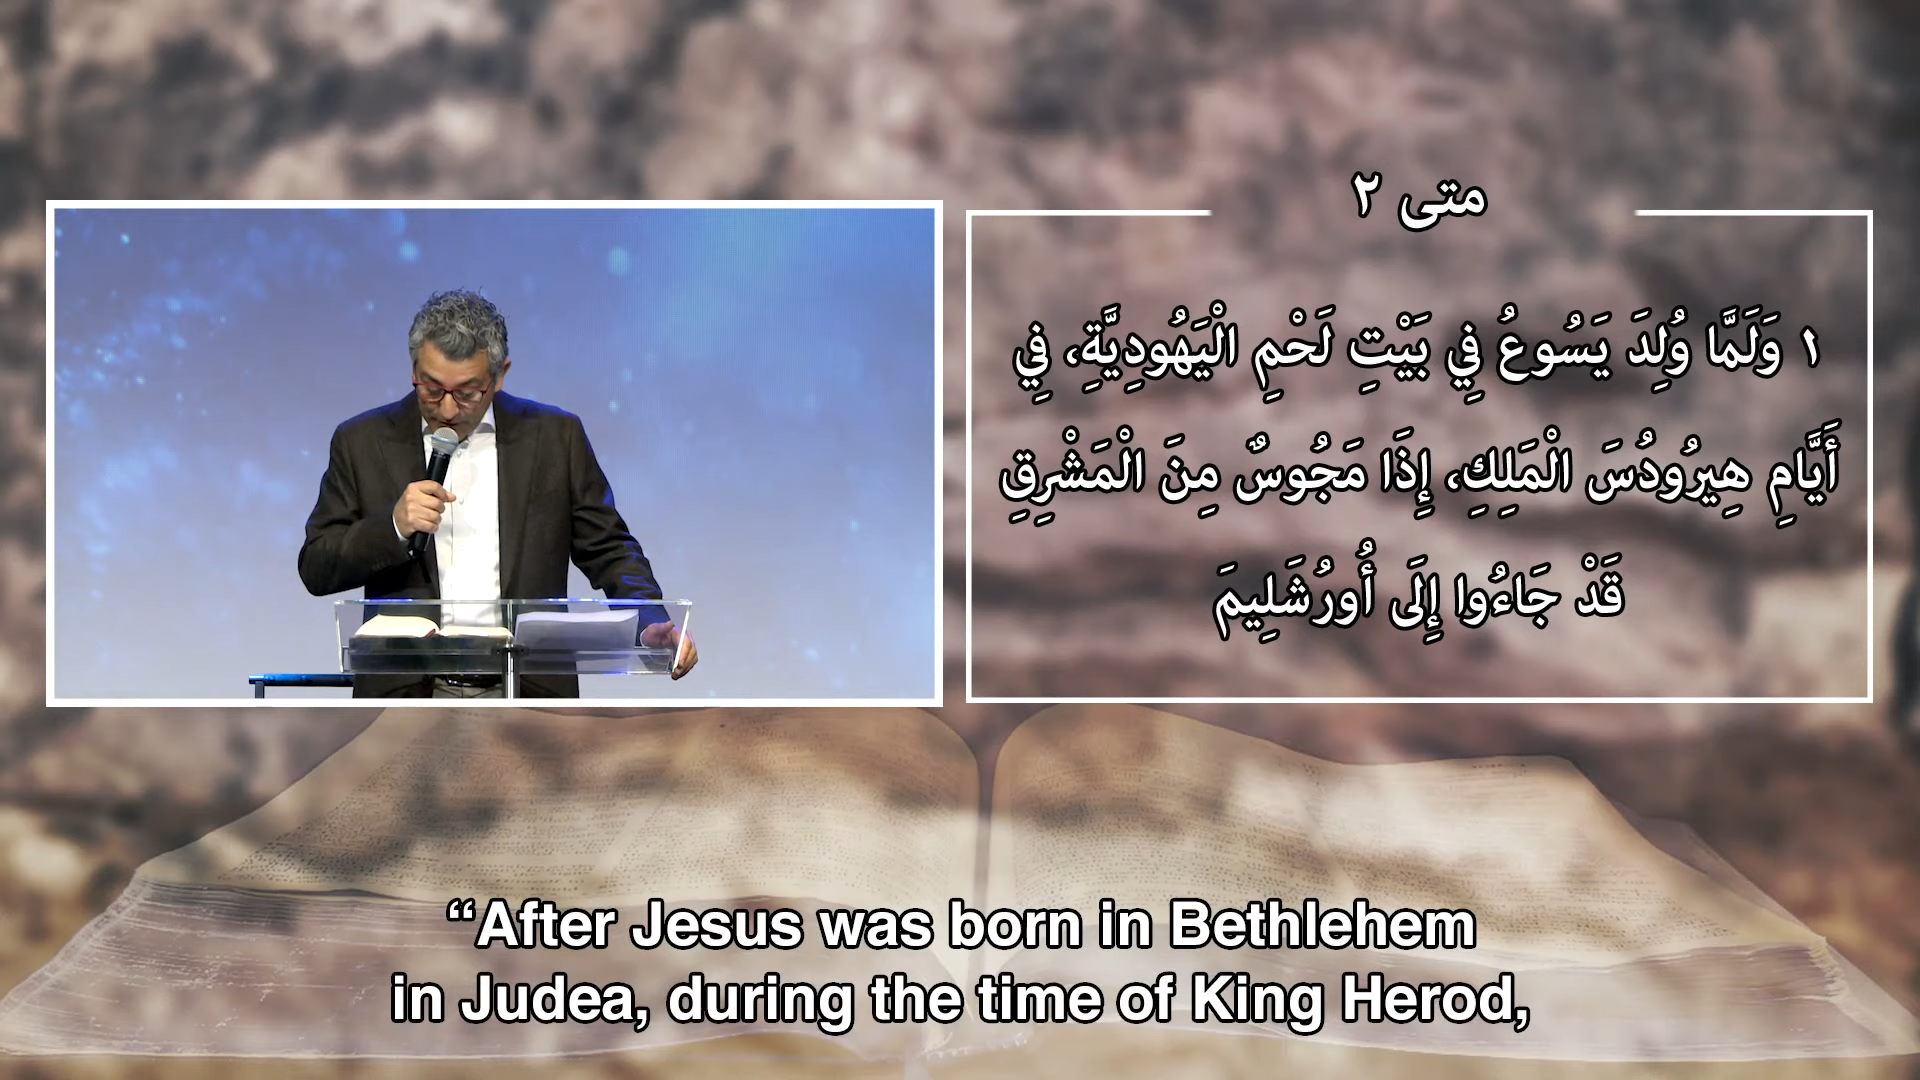 متى ٢
١ وَلَمَّا وُلِدَ يَسُوعُ فِي بَيْتِ لَحْمِ الْيَهُودِيَّةِ، فِي
أَيَّامِ هِيرُودُسَ الْمَلِكِ، إِذَا مَجُوسٌ مِنَ الْمَشْرِقِ
قَدْ جَاءُوا إِلَى أُورُشَلِيمَ
“After Jesus was born in Bethlehem
in Judea, during the time of King Herod,